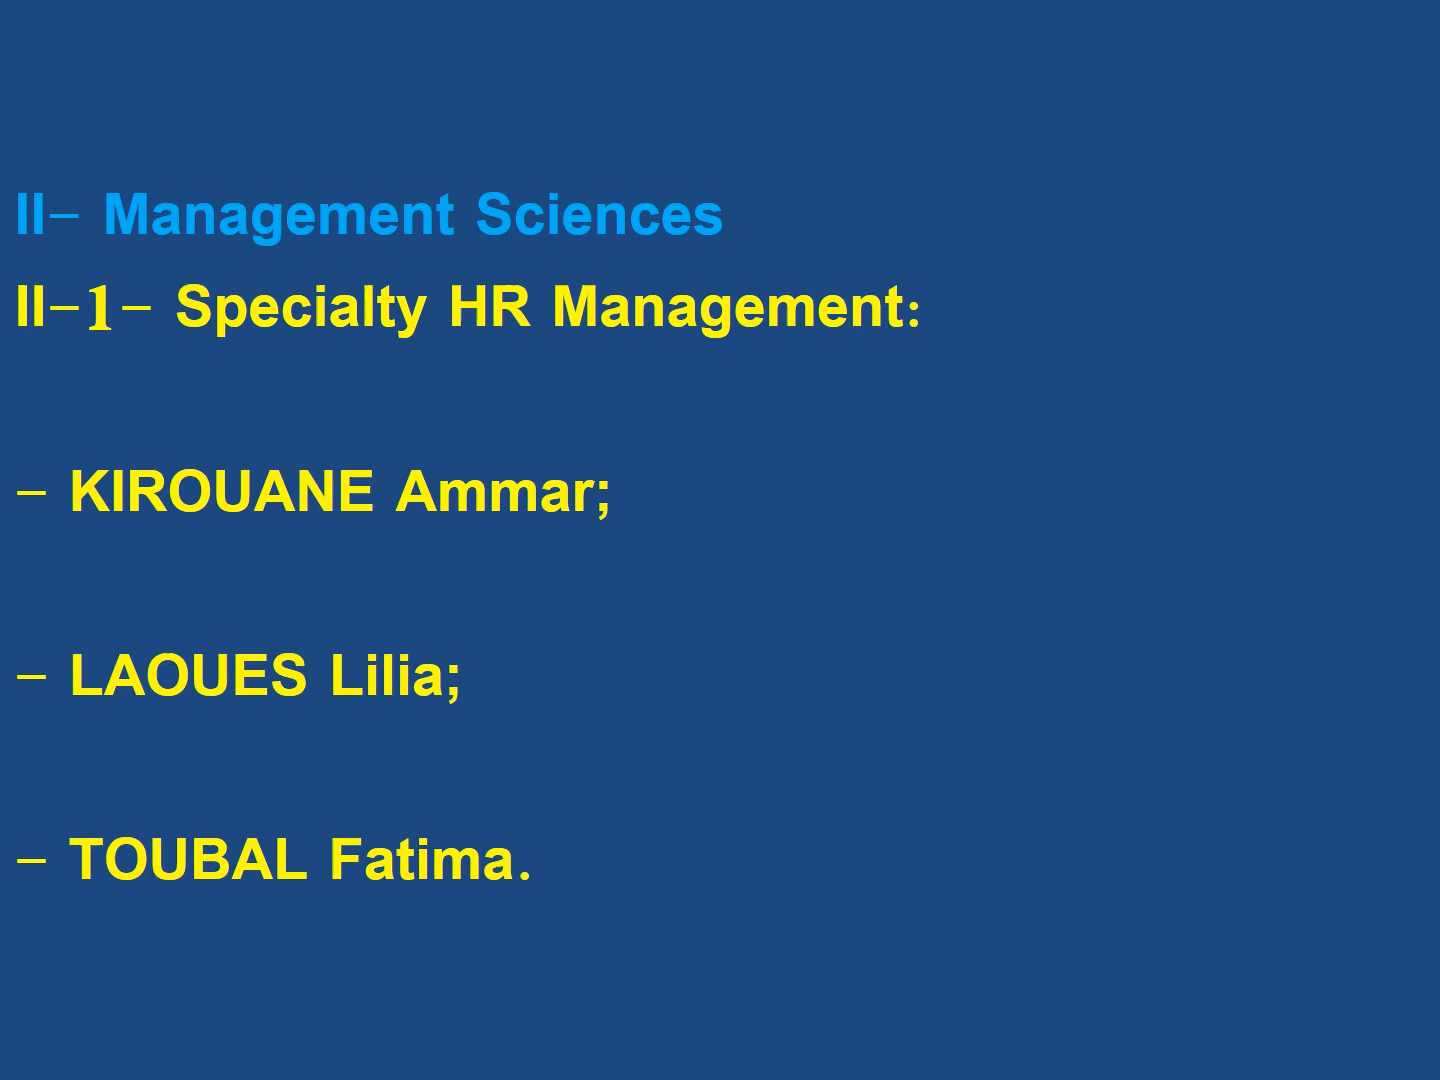 II- Management Sciences
II-1- Specialty HR Management:
- KIROUANE Ammar;
- LAOUES Lilia;
- TOUBAL Fatima.